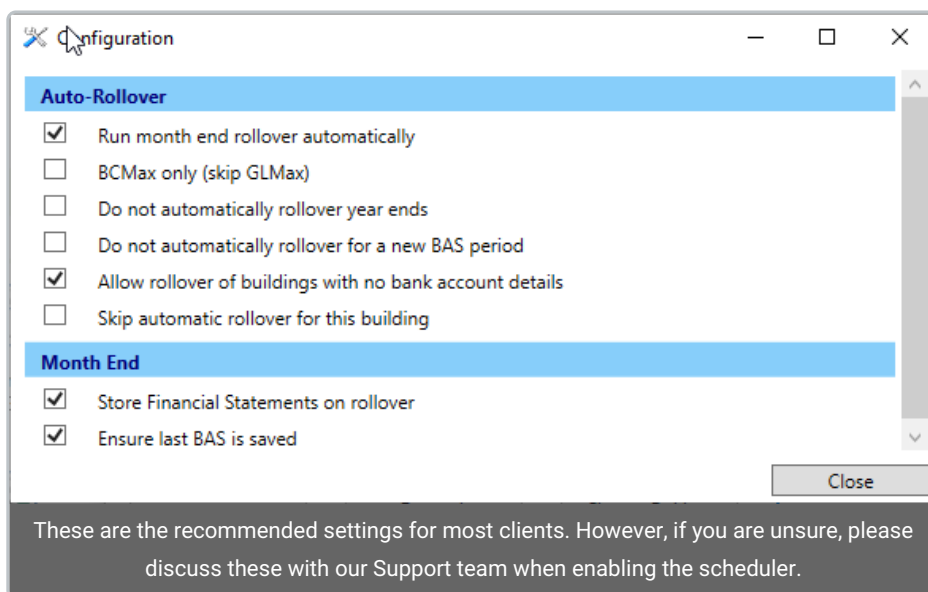 Configuration
Auto-Rollover
Run month end rollover automatically
BCMax only (skip GLMax)
Do not automatically rollover year ends
Do not automatically rollover for a new BAS period
Allow rollover of buildings with no bank account details
Skip automatic rollover for this building
Month End
Store Financial Statements on rollover
Ensure last BAS is saved
Close
These are the recommended settings for most clients. However, if you are unsure, please
discuss these with our Support team when enabling the scheduler.